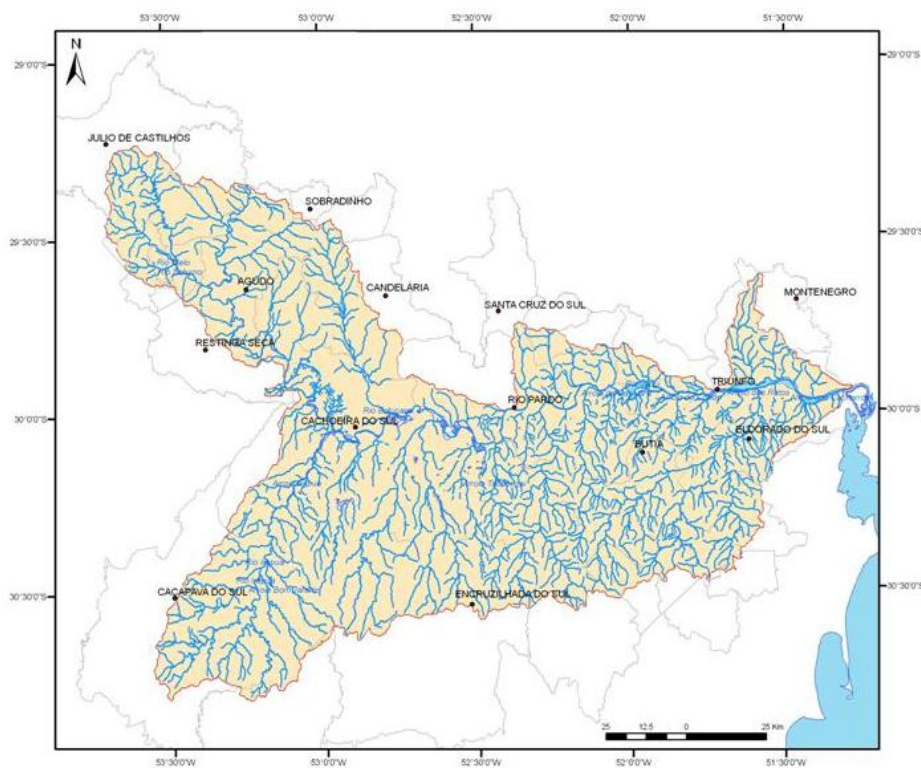 53°30'0"W
53°0'0"W
52°30'0"W
52°0'0"W
51°30'0"W
N
29°0'0"S
29°0'0"S
JULIO DE CASTILHOS
SOBRADINHO
29°30'0"S
29°30'0"S
AGUDO
CANDELÁRIA
MONTENEGRO
SANTA CRUZ DO SUL
RESTINGA SECA
TRIUNFO
RIO PARDO
30°0'0"S
30°0'0"S
CACHOEIRA DO SUL
ELDORADO DO SUL
BUTIÁ
30°30'0"S
30°30'0"S
CAÇAPAVA DO SUL
ENCRUZILHADA DO SUL
25 12.5 0 25 Km
53°30'0"W
53°0'0"W
52°30'0"W
52°0'0"W
51°30'0"W